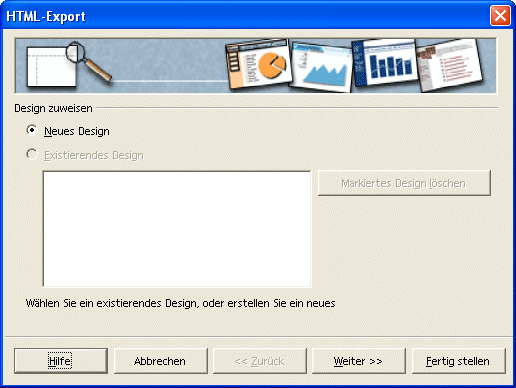 HTML-Export
Design zuweisen
Neues Design
Existierendes Design
Markiertes Design löschen
Wählen Sie ein existierendes Design, oder erstellen Sie ein neues
Hilfe
Abbrechen
<< Zurück
Weiter >>
Fertig stellen